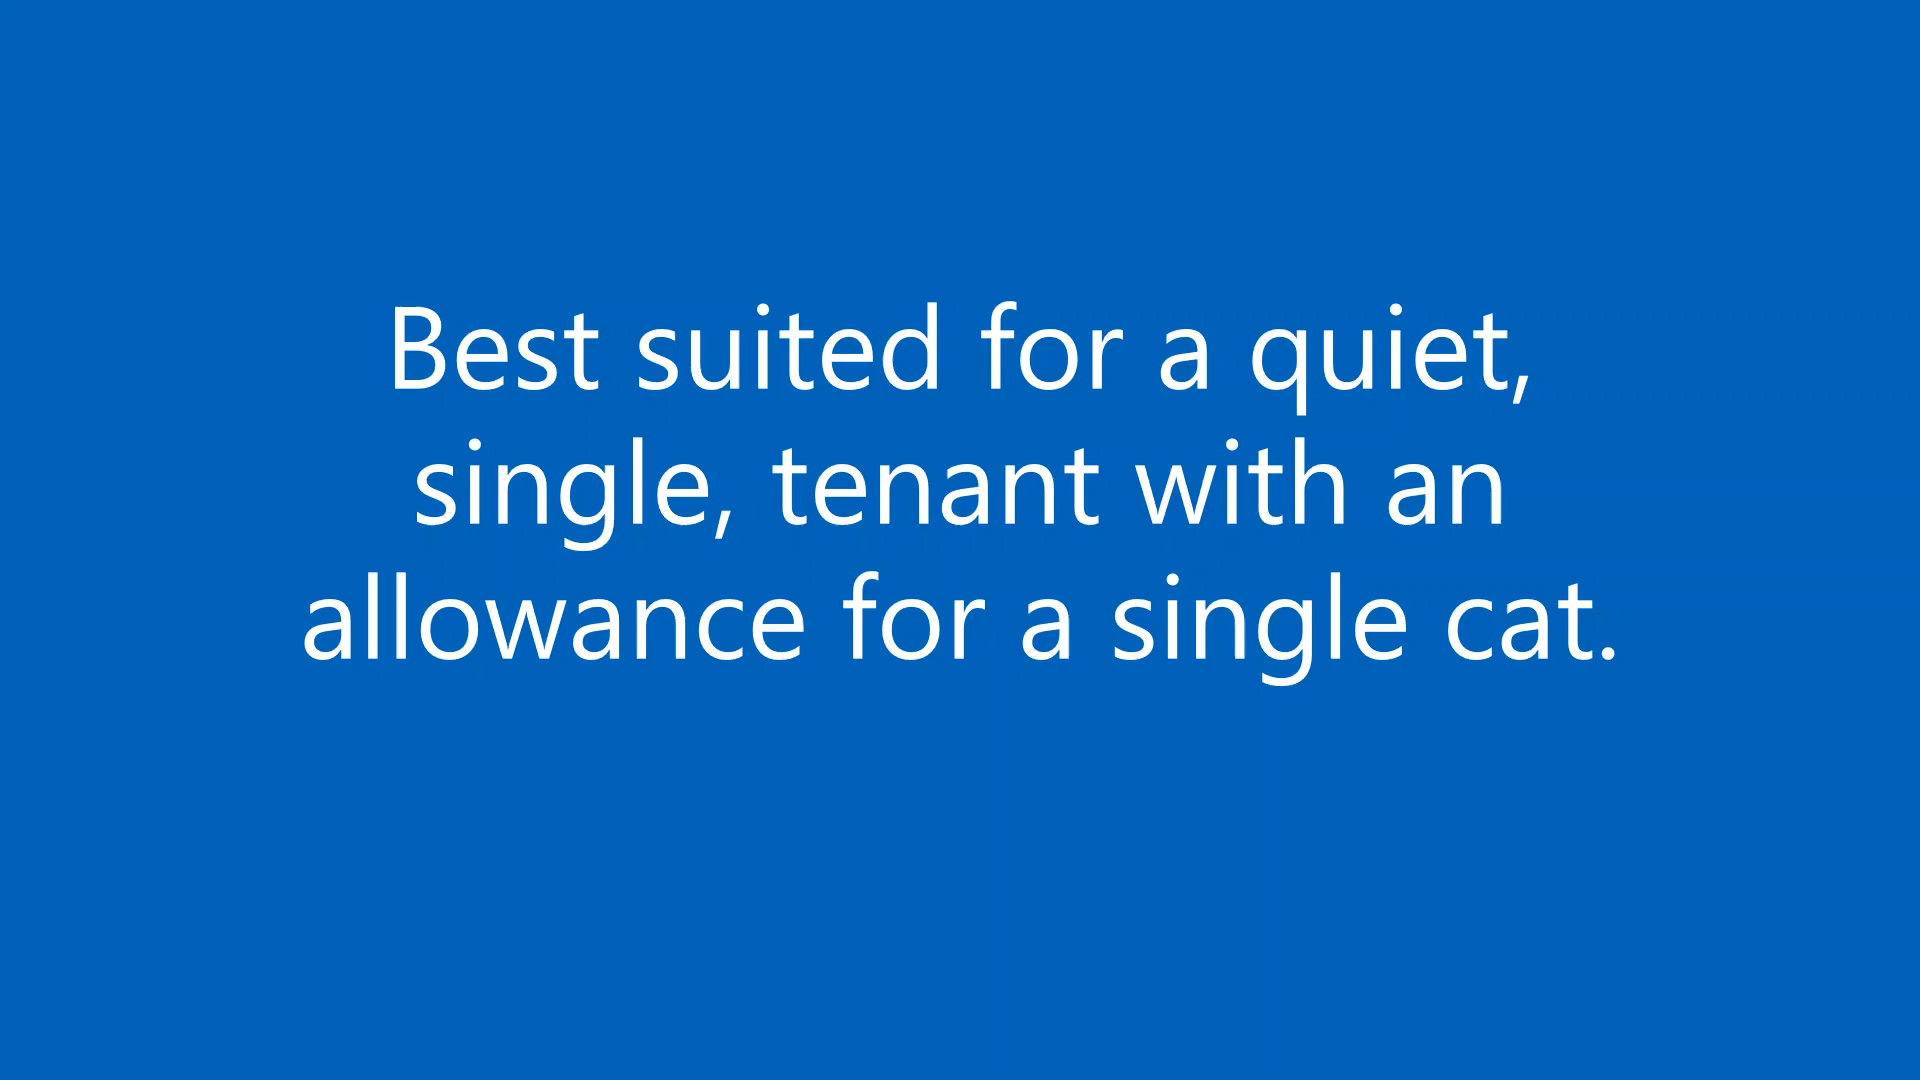 Best suited for a quiet,
single, tenant with an
allowance for a single cat.